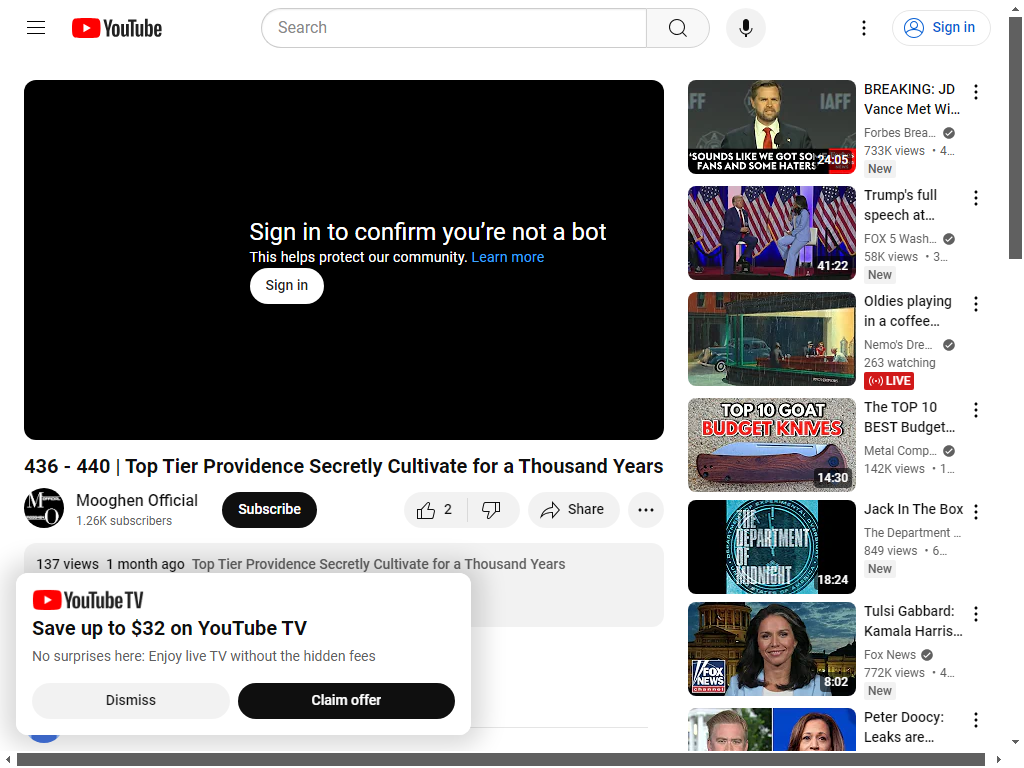 YouTube
Search
Sign in
Sign in to confirm you’re not a bot
This helps protect our community. Learn more
Sign in
436 - 440 | Top Tier Providence Secretly Cultivate for a Thousand Years
Mooghen Official
1.26K subscribers
Subscribe
2
Share
137 views 1 month ago Top Tier Providence Secretly Cultivate for a Thousand Years
YouTube TV
Save up to $32 on YouTube TV
No surprises here: Enjoy live TV without the hidden fees
Dismiss
Claim offer
IAFF
'SOUNDS LIKE WE GOT SOME
FANS AND SOME HATERS
24:05
BREAKING: JD
Vance Met Wi...
Forbes Brea...
733K views • 4...
New
41:22
Trump's full
speech at...
FOX 5 Wash...
58K views • 3...
New
Oldies playing
in a coffee...
Nemo's Dre...
263 watching
LIVE
TOP 10 GOAT
BUDGET KNIVES
14:30
The TOP 10
BEST Budget...
Metal Comp...
142K views • 1...
THE
DEPARTMENT
OF
MIDNIGHT
18:24
Jack In The Box
The Department ...
849 views • 6...
New
FOX
NEWS
channel
8:02
Tulsi Gabbard:
Kamala Harris...
Fox News
772K views • 4...
New
Peter Doocy:
Leaks are...